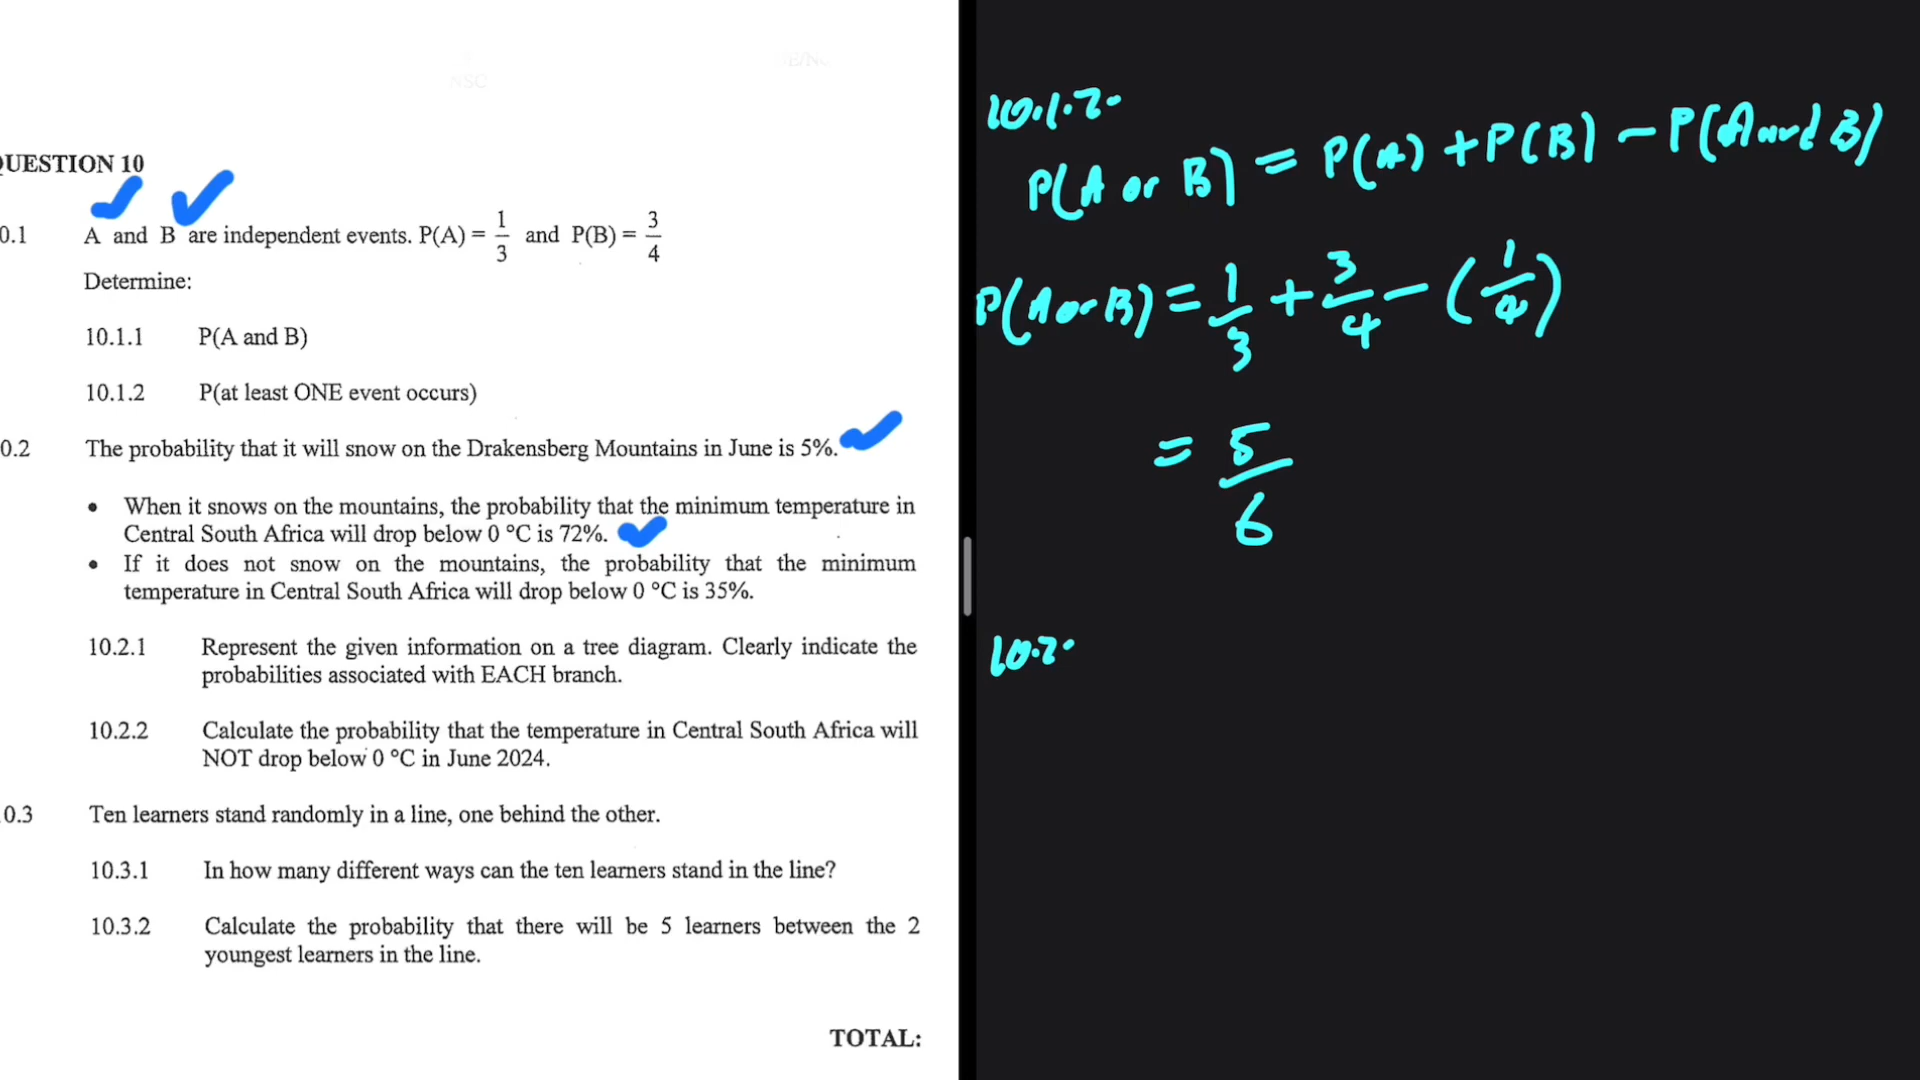 NSC
QUESTION 10
0.1 A and B are independent events. P(A) = 1/3 and P(B) = 3/4
Determine:
10.1.1 P(A and B)
10.1.2 P(at least ONE event occurs)
0.2 The probability that it will snow on the Drakensberg Mountains in June is 5%.
• When it snows on the mountains, the probability that the minimum temperature in
Central South Africa will drop below 0 °C is 72%.
• If it does not snow on the mountains, the probability that the minimum
temperature in Central South Africa will drop below 0 °C is 35%.
10.2.1 Represent the given information on a tree diagram. Clearly indicate the
probabilities associated with EACH branch.
10.2.2 Calculate the probability that the temperature in Central South Africa will
NOT drop below 0 °C in June 2024.
0.3 Ten learners stand randomly in a line, one behind the other.
10.3.1 In how many different ways can the ten learners stand in the line?
10.3.2 Calculate the probability that there will be 5 learners between the 2
youngest learners in the line.
TOTAL:
10.1.2.
P(A or B) = P(A) + P(B) - P(A and B)
P(A or B) = 1/3 + 3/4 - (1/4)
= 5/6
10.2.